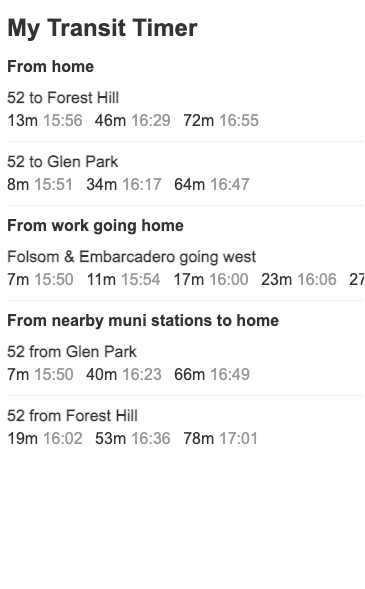 My Transit Timer
From home
52 to Forest Hill
13m 15:56 46m 16:29 72m 16:55
52 to Glen Park
8m 15:51 34m 16:17 64m 16:47
From work going home
Folsom & Embarcadero going west
7m 15:50 11m 15:54 17m 16:00 23m 16:06 27
From nearby muni stations to home
52 from Glen Park
7m 15:50 40m 16:23 66m 16:49
52 from Forest Hill
19m 16:02 53m 16:36 78m 17:01